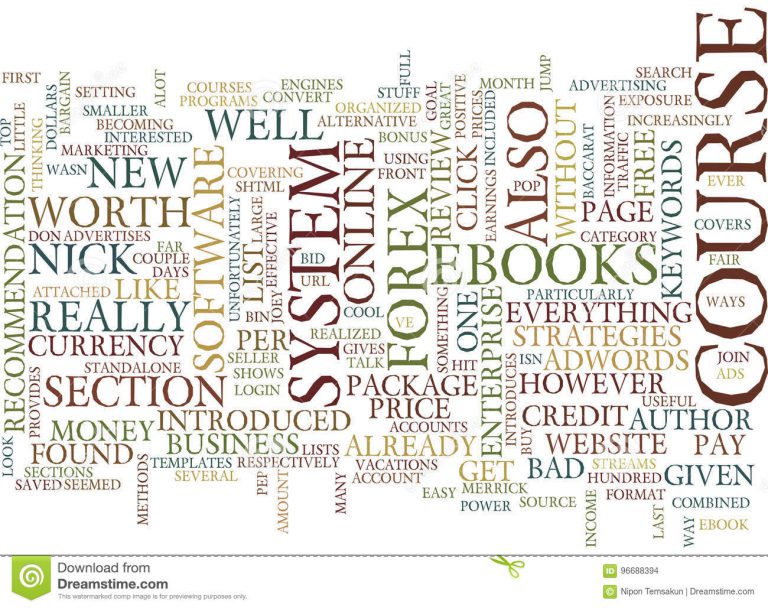 FIRST
TOP
LITTLE
THINKING
DOLLARS
BARGAIN
SETTING
ALOT
SMALLER
BECOMING
INTERESTED
MARKETING
WASN
NEW
WORTH
DON ADVERTISES
NICK
FAR
COUPLE
DAYS
ATTACHED
LIKE
REALLY
CURRENCY
STANDALONE
SECTION
RECOMMENDATION
PROVIDES
LOOK
MONEY
FOUND
SECTIONS
SAVED SEEMED
METHODS
COURSES
PROGRAMS
ENGINES
CONVERT
WELL
SOFTWARE
COVERING
SHTML
UNFORTUNATELY
LIST
LARGE
EFFECTIVE
JOEY
BIN
PER
SELLER
SHOWS
LOGIN
INTRODUCED
BUSINESS
TEMPLATES
RESPECTIVELY
SEVERAL
PEP
AMOUNT
LISTS
MANY
SYSTEM
BID
URL
ONLINE
COOL
REALIZED
GIVES
TALK
PACKAGE
PRICE
ACCOUNTS
ALREADY
VACATIONS
ACCOUNT
STUFF
FULL
ORGANIZED
ALTERNATIVE
BONUS
USING
FRONT
FOREX
VE
GOAL
GREAT
REVIEW
POSITIVE
PRICES
CLICK
MONTH
INCLUDED
EARNINGS
EBOOKS
SOMETHING
ONE
HIT
ENTERPRISE
INTRODUCES
GET
EASY
MERRICK
POWER
SOURCE
JUMP
ALSO
POP
WITHOUT
ADVERTISING
BACCARAT
INFORMATION
TRAFFIC
SEARCH
EXPOSURE
INCREASINGLY
FREE
PAGE
CATEGORY
KEYWORDS
PARTICULARLY
EVERYTHING
STRATEGIES
ISN
ADWORDS
HOWEVER
BUY
CREDIT
USEFUL
AUTHOR
WEBSITE
PAY
BAD
STREAMS
HUNDRED
GIVEN
INCOME
FORMAT
LAST
COMBINED
WAY
EBOOK
COURSE
EVER
COVERS
FAIR
WAYS
JOIN
ADS
Download from
Dreamstime.com
This watermarked comp image is for previewing purposes only.
ID 96688394
© Nipon Temsakun | Dreamstime.com